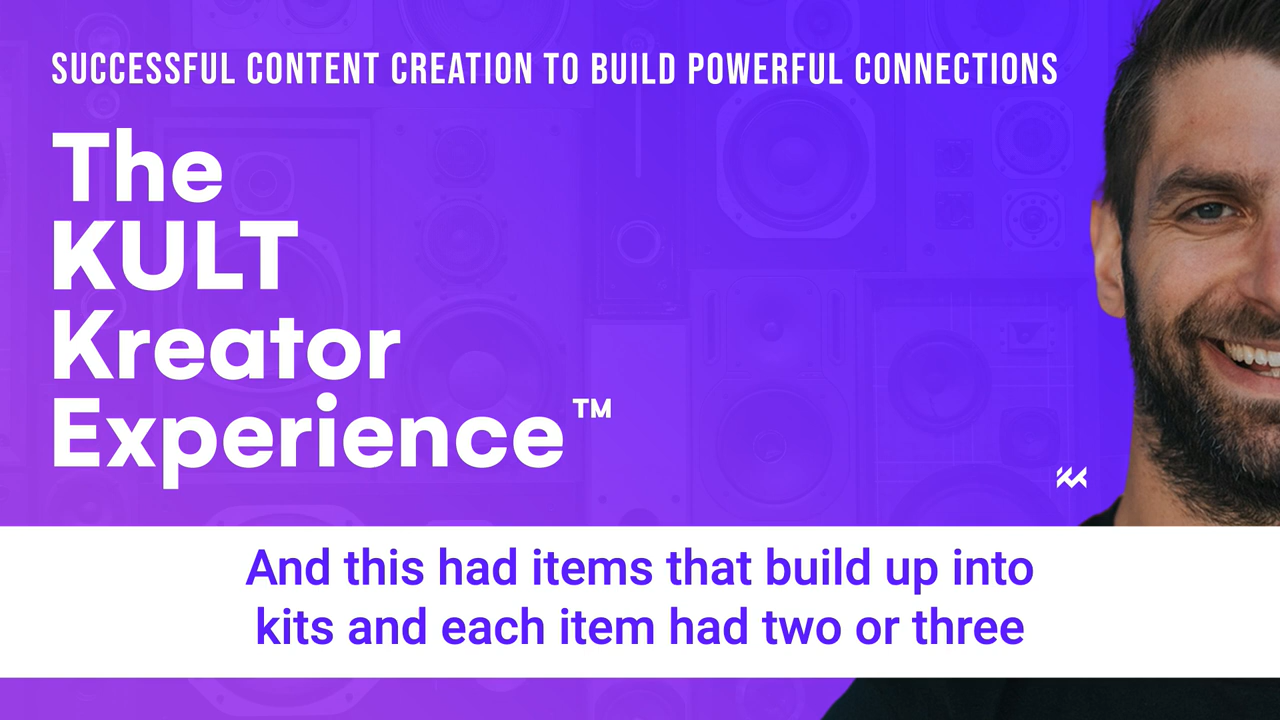 SUCCESSFUL CONTENT CREATION TO BUILD POWERFUL CONNECTIONS
The
KULT
Kreator
Experience™
And this had items that build up into
kits and each item had two or three